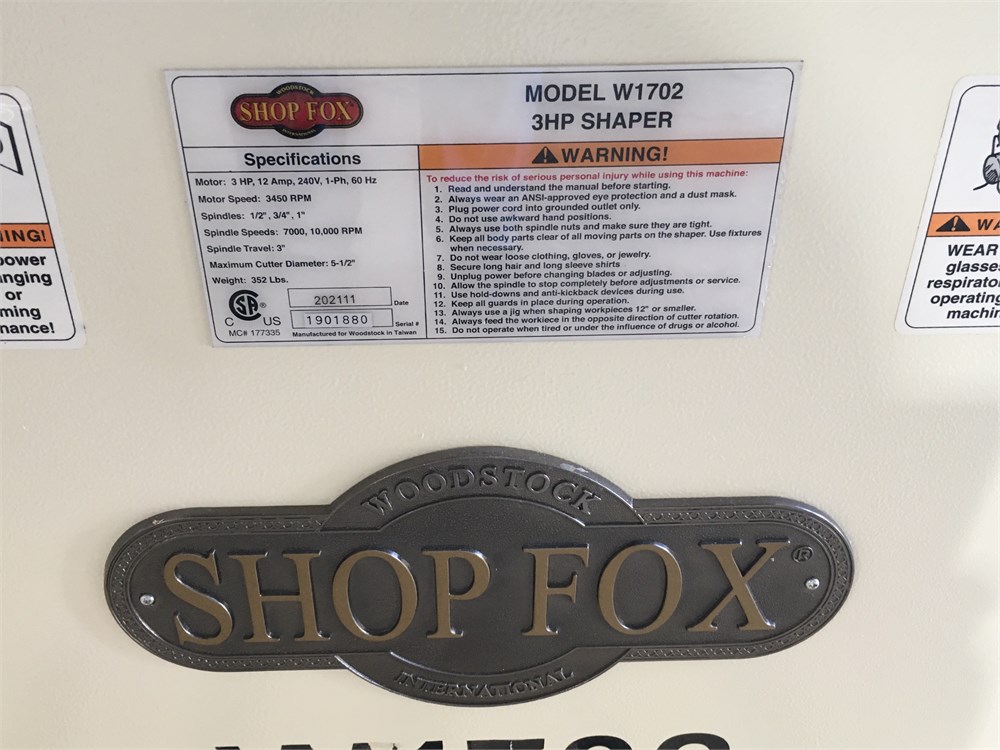 WOODSTOCK
SHOP FOX
INTERNATIONAL
MODEL W1702
3HP SHAPER
Specifications
Motor: 3 HP, 12 Amp, 240V, 1-Ph, 60 Hz
Motor Speed: 3450 RPM
Spindles: 1/2", 3/4", 1"
Spindle Speeds: 7000, 10,000 RPM
Spindle Travel: 3"
Maximum Cutter Diameter: 5-1/2"
Weight: 352 Lbs.
SA ®
C US
MC# 177335
202111 Date
1901880 Serial #
Manufactured for Woodstock in Taiwan
WARNING!
To reduce the risk of serious personal injury while using this machine:
1. Read and understand the manual before starting.
2. Always wear an ANSI-approved eye protection and a dust mask.
3. Plug power cord into grounded outlet only.
4. Do not use awkward hand positions.
5. Always use both spindle nuts and make sure they are tight.
6. Keep all body parts clear of all moving parts on the shaper. Use fixtures
when necessary.
7. Do not wear loose clothing, gloves, or jewelry.
8. Secure long hair and long sleeve shirts
9. Unplug power before changing blades or adjusting.
10. Allow the spindle to stop completely before adjustments or service.
11. Use hold-downs and anti-kickback devices during use.
12. Keep all guards in place during operation.
13. Always use a jig when shaping workpieces 12" or smaller.
14. Always feed the workiece in the opposite direction of cutter rotation.
15. Do not operate when tired or under the influence of drugs or alcohol.
ING!
ower
anging
or
ming
nance!
WA
WEAR
glasse
respirato
operating
machin
WOODSTOCK
SHOP FOX ®
INTERNATIONAL
W1702